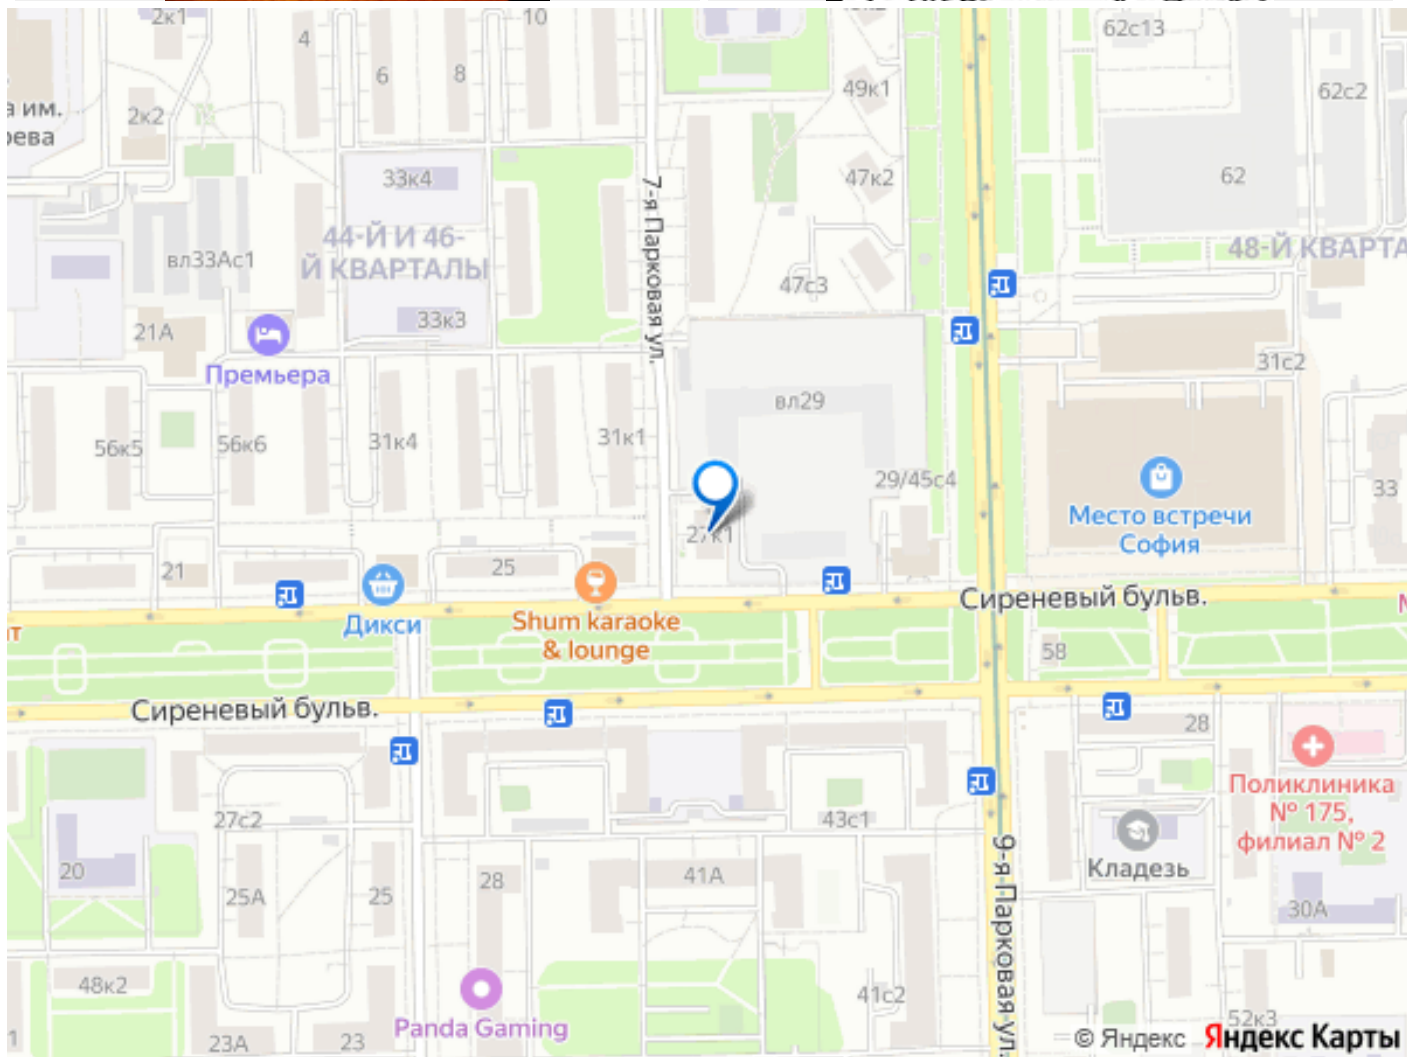 2к1
10
4
6
8
62с13
62с2
49к1
а им.
рева
2к2
33к4
47к2
62
7-я Парковая ул.
44-Й И 46-
Й КВАРТАЛЫ
вл33Ас1
48-Й КВАРТА
47с3
33к3
21А
Премьера
31с2
вл29
56к5
56к6
31к4
31к1
29/45с4
33
Место встречи
София
27к1
21
25
Дикси
Shum karaoke
& lounge
Сиреневый бульв.
нт
58
Сиреневый бульв.
28
Поликлиника
№ 175,
филиал № 2
27с2
43с1
Кладезь
20
25А
25
28
41А
9-я Парковая ул.
30А
48к2
41с2
Panda Gaming
23А
23
52к3
1
© Яндекс
Яндекс Карты